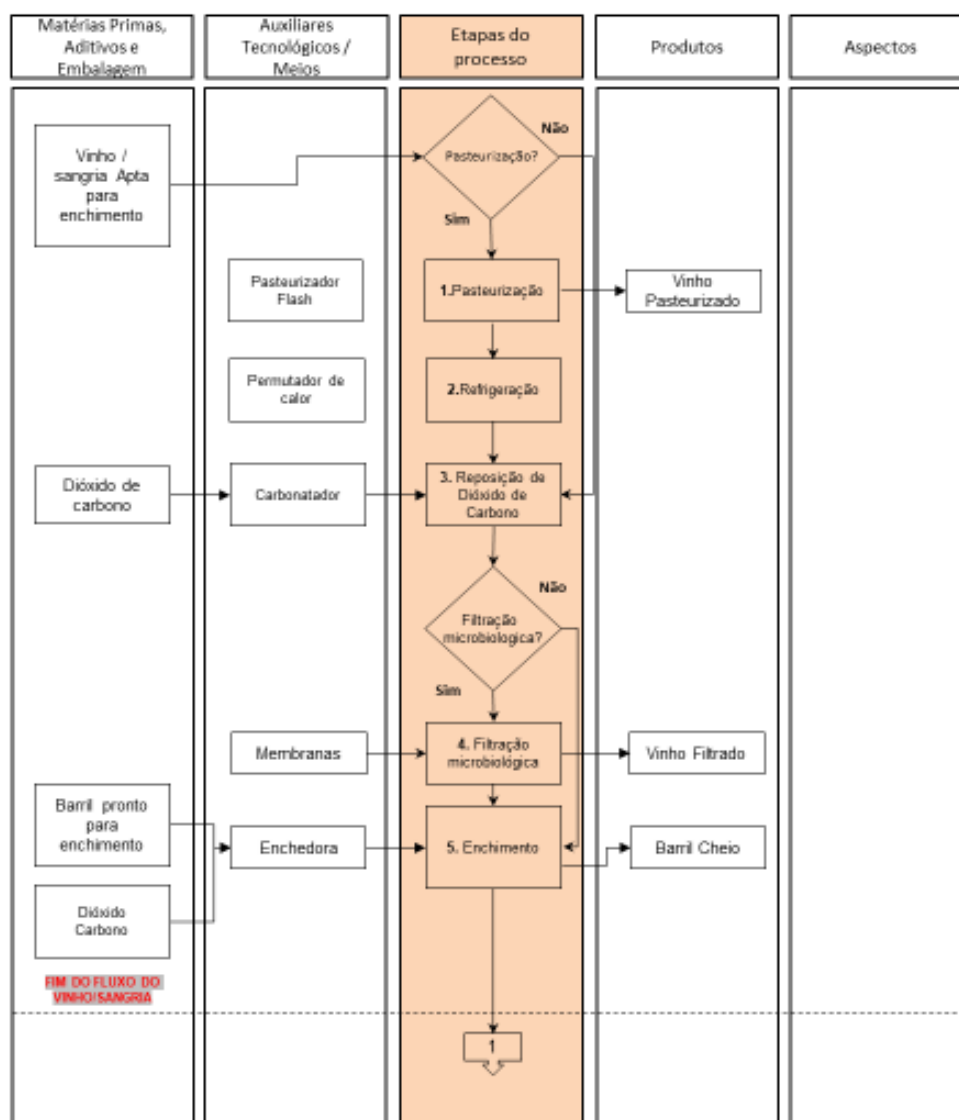 Matérias Primas,
Aditivos e
Embalagem
Auxiliares
Tecnológicos /
Meios
Etapas do
processo
Produtos
Aspectos
Vinho /
sangria Apta
para
enchimento
Pasteurização?
Não
Sim
Pasteurizador
Flash
1.Pasteurização
Vinho
Pasteurizado
Permutador de
calor
2.Refrigeração
Dióxido de
carbono
Carbonatador
3. Reposição de
Dióxido de
Carbono
Não
Filtração
microbiologica?
Sim
Membranas
4. Filtração
microbiológica
Vinho Filtrado
Barril pronto
para
enchimento
Enchedora
5. Enchimento
Barril Cheio
Dióxido
Carbono
FIM DO FLUXO DO
VINHO/SANGRIA
1